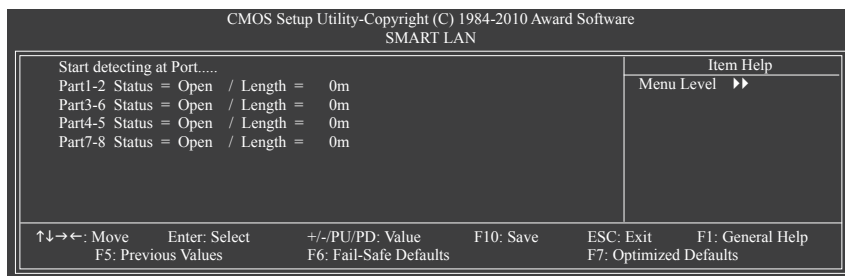 CMOS Setup Utility-Copyright (C) 1984-2010 Award Software
SMART LAN
Start detecting at Port.....
Part1-2 Status = Open / Length = 0m
Part3-6 Status = Open / Length = 0m
Part4-5 Status = Open / Length = 0m
Part7-8 Status = Open / Length = 0m
Item Help
Menu Level ▶▶
↑↓→←: Move Enter: Select +/-/PU/PD: Value F10: Save ESC: Exit F1: General Help
F5: Previous Values F6: Fail-Safe Defaults F7: Optimized Defaults